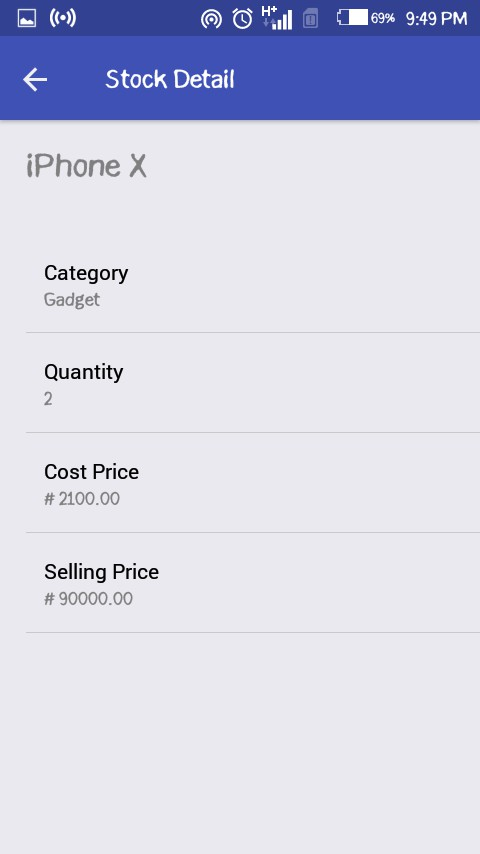 H+ 69% 9:49 PM
Stock Detail
iPhone X
Category
Gadget
Quantity
2
Cost Price
# 2100.00
Selling Price
# 90000.00